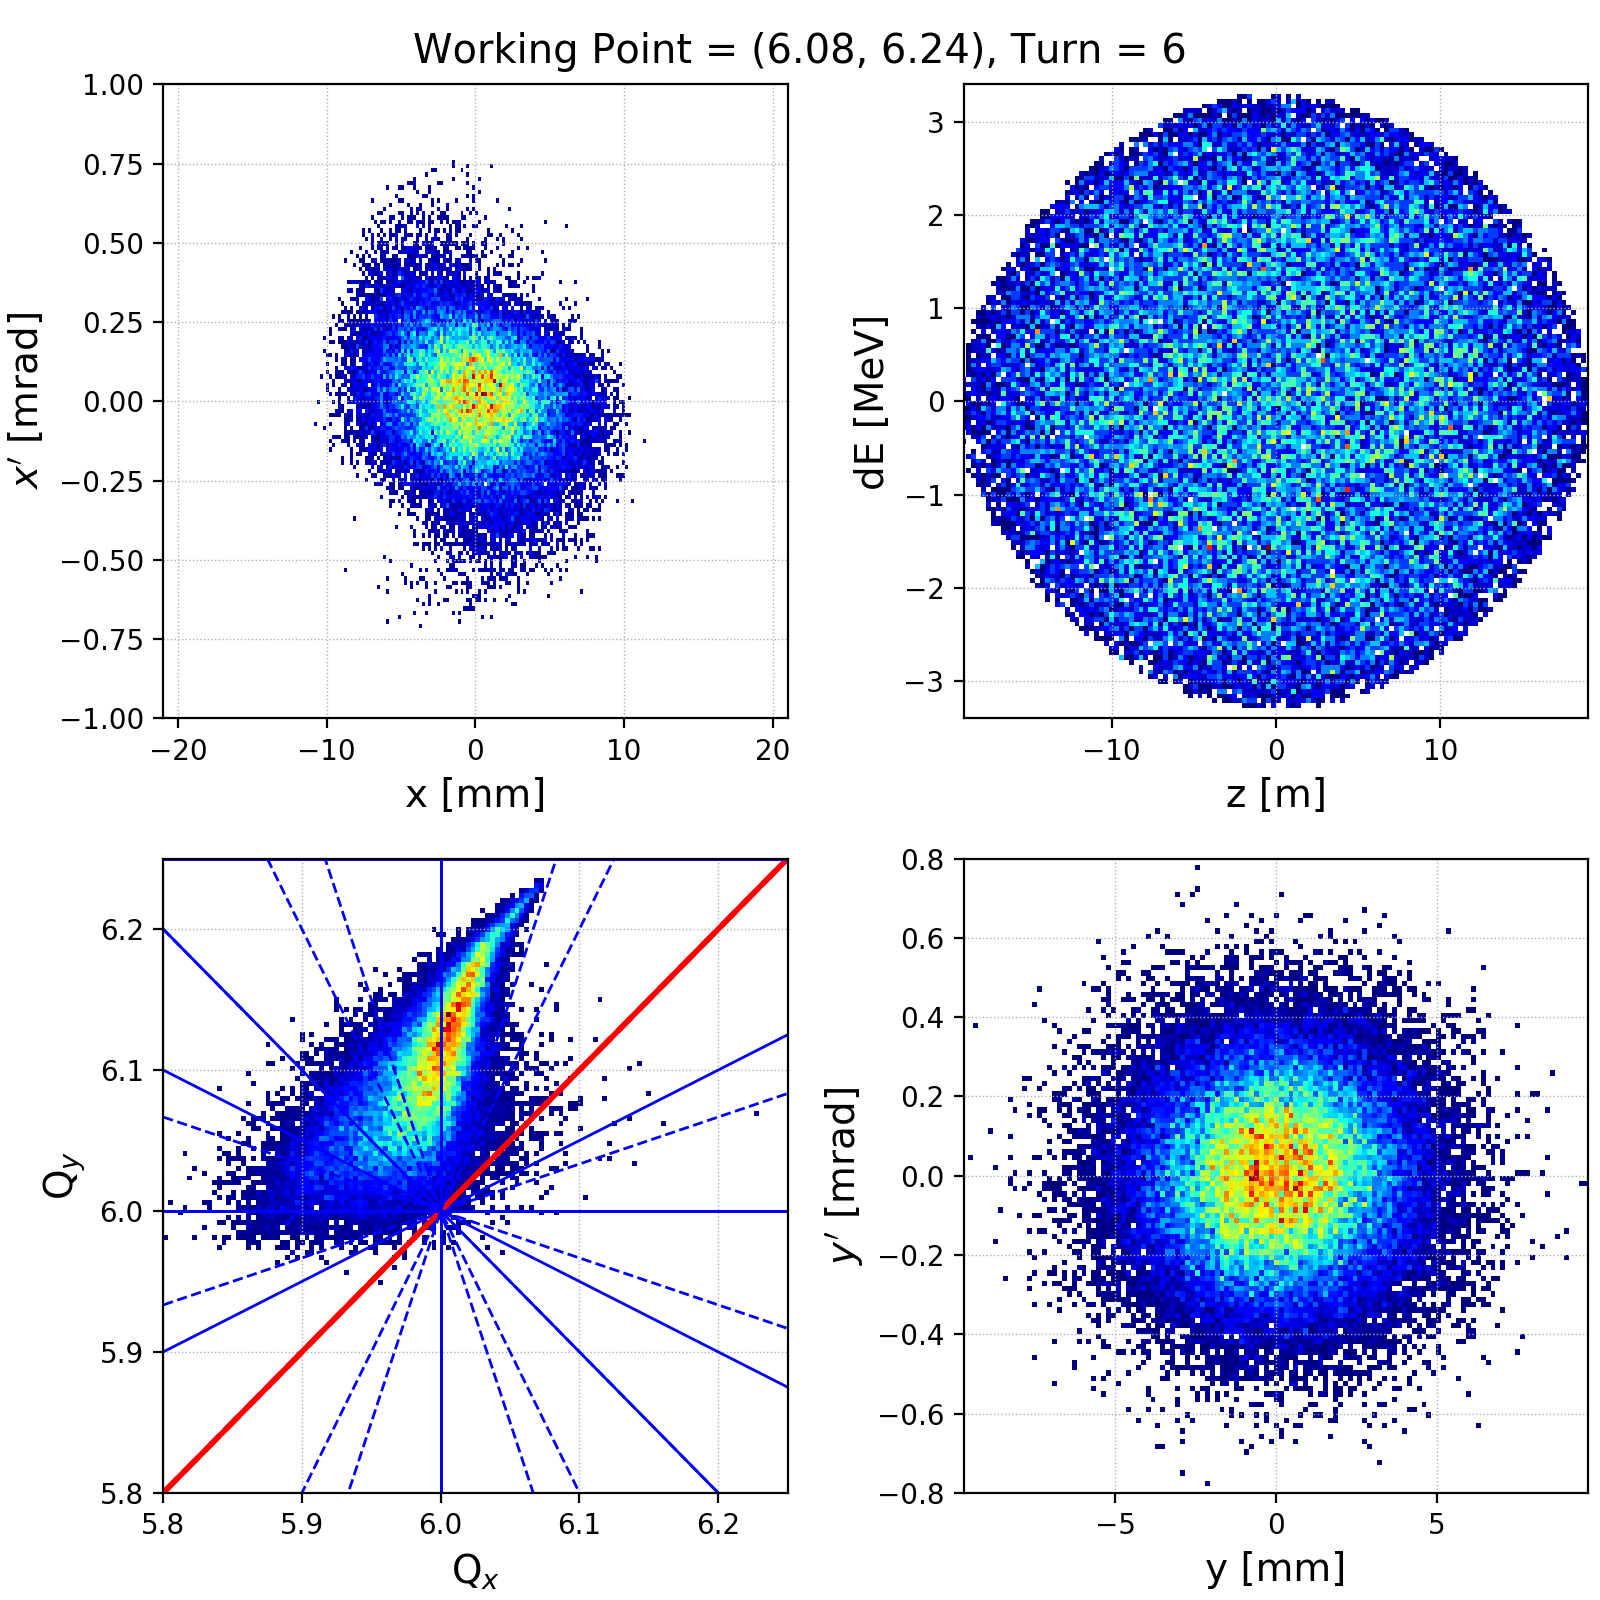 Working Point = (6.08, 6.24), Turn = 6
1.00
0.75
0.50
0.25
0.00
−0.25
−0.50
−0.75
−1.00
x′ [mrad]
−20 −10 0 10 20
x [mm]
3
2
1
0
−1
−2
−3
dE [MeV]
−10 0 10
z [m]
6.2
6.1
6.0
5.9
5.8
Qy
5.8 5.9 6.0 6.1 6.2
Qx
0.8
0.6
0.4
0.2
0.0
−0.2
−0.4
−0.6
−0.8
y′ [mrad]
−5 0 5
y [mm]